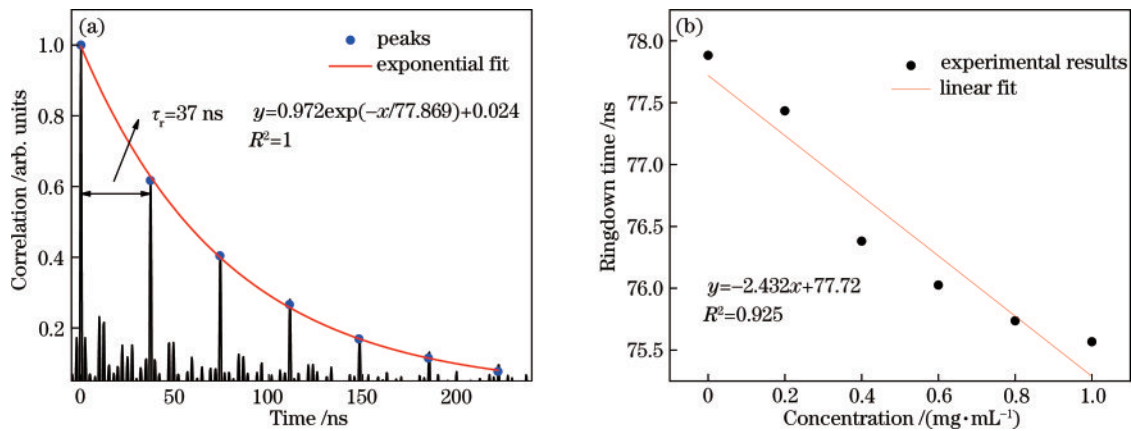 (a)
peaks
exponential fit
τᵣ=37 ns
y=0.972exp(−x/77.869)+0.024
R²=1
Correlation /arb. units
1.0
0.8
0.6
0.4
0.2
0
50
100
150
200
Time /ns
(b)
experimental results
linear fit
y=−2.432x+77.72
R²=0.925
Ringdown time /ns
78.0
77.5
77.0
76.5
76.0
75.5
0
0.2
0.4
0.6
0.8
1.0
Concentration /(mg·mL⁻¹)